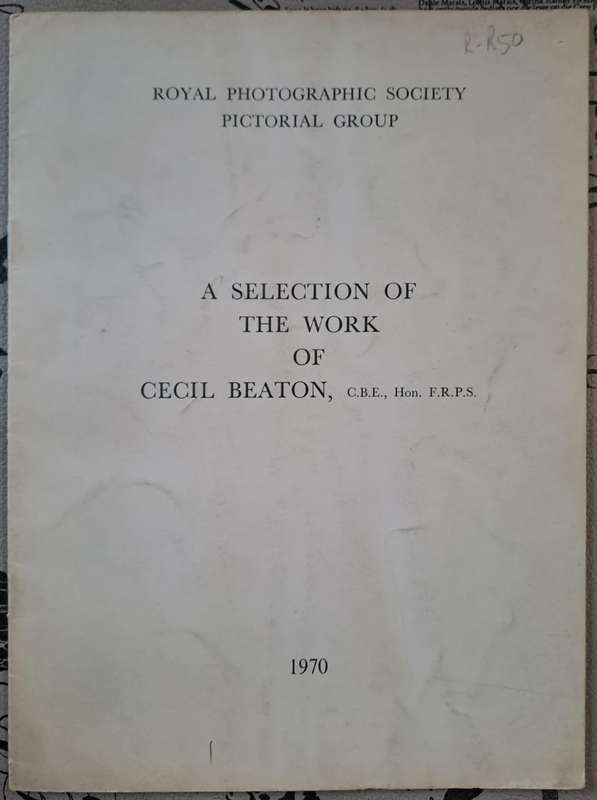 R-R50
ROYAL PHOTOGRAPHIC SOCIETY
PICTORIAL GROUP
A SELECTION OF
THE WORK
OF
CECIL BEATON, C.B.E., Hon. F.R.P.S.
1970